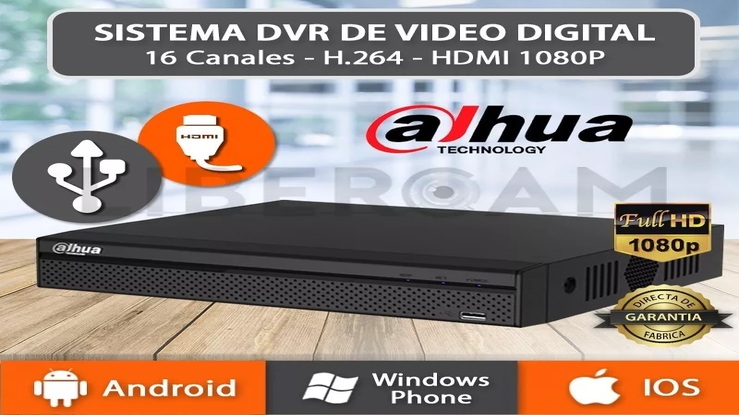 SISTEMA DVR DE VIDEO DIGITAL
16 Canales - H.264 - HDMI 1080P
HDMI
alhua
TECHNOLOGY
LIBERCAM
alhua
Full HD
1080p
DIRECTA DE
GARANTIA
FABRICA
Android
Windows
Phone
IOS